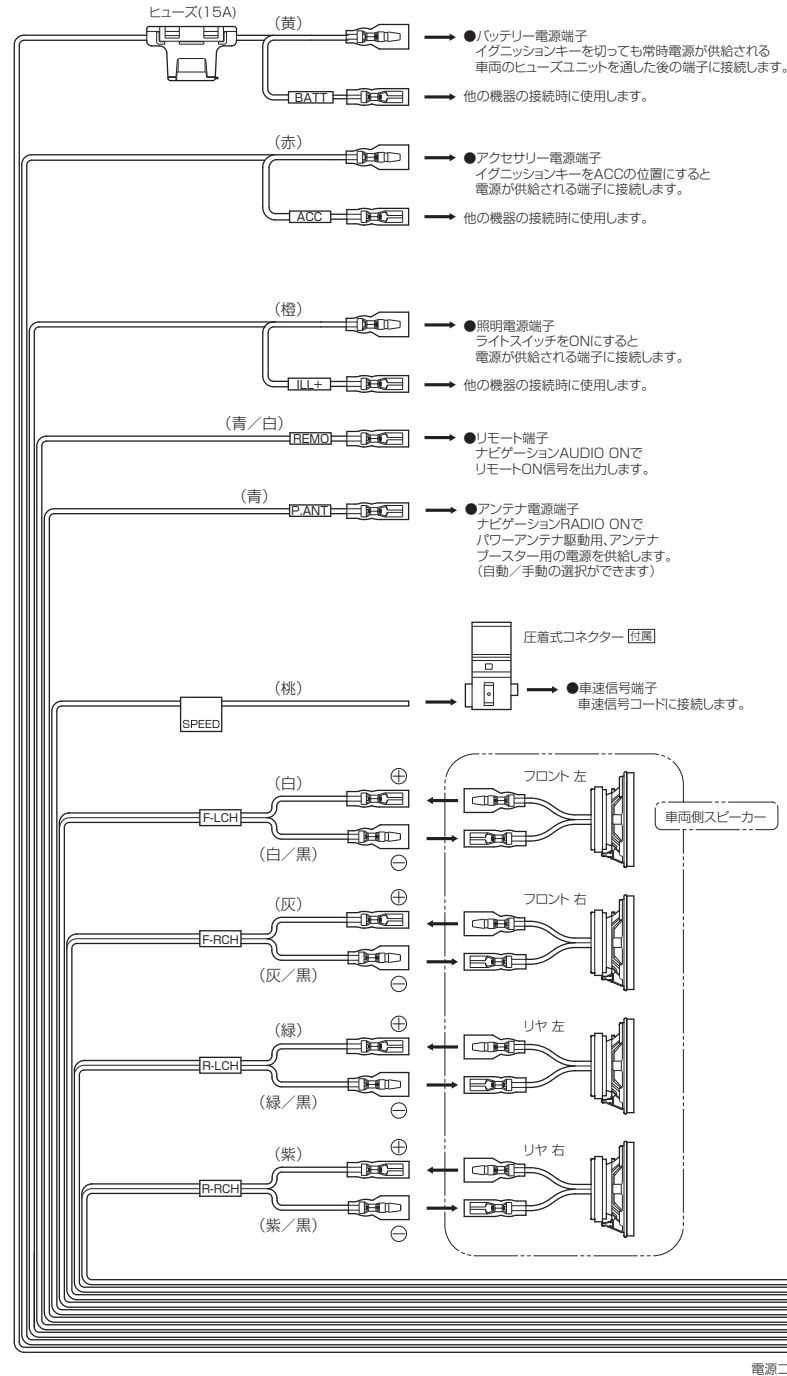 ヒューズ(15A)
(黄)
●バッテリー電源端子
イグニッションキーを切っても常時電源が供給される
車両のヒューズユニットを通した後の端子に接続します。
BATT
他の機器の接続時に使用します。
(赤)
●アクセサリー電源端子
イグニッションキーをACCの位置にすると
電源が供給される端子に接続します。
ACC
他の機器の接続時に使用します。
(橙)
●照明電源端子
ライトスイッチをONにすると
電源が供給される端子に接続します。
ILL+
他の機器の接続時に使用します。
(青/白)
REMO
●リモート端子
ナビゲーションAUDIO ONで
リモートON信号を出力します。
(青)
P.ANT
●アンテナ電源端子
ナビゲーションRADIO ONで
パワーアンテナ駆動用、アンテナ
ブースター用の電源を供給します。
(自動/手動の選択ができます)
圧着式コネクター 付属
(桃)
SPEED
●車速信号端子
車速信号コードに接続します。
(白)
⊕
フロント 左
F-LCH
車両側スピーカー
(白/黒)
⊖
(灰)
⊕
フロント 右
F-RCH
(灰/黒)
⊖
(緑)
⊕
リヤ 左
R-LCH
(緑/黒)
⊖
(紫)
⊕
リヤ 右
R-RCH
(紫/黒)
⊖
電源コ